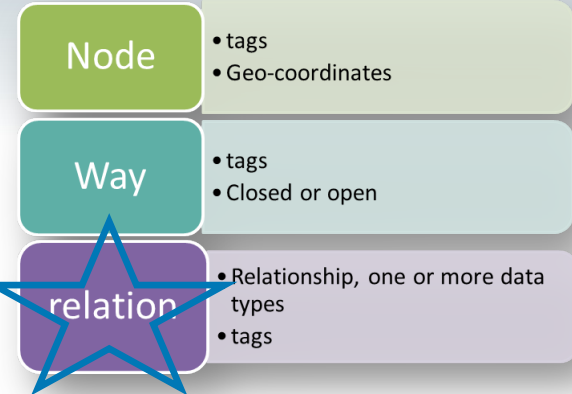 Node
• tags
• Geo-coordinates
Way
• tags
• Closed or open
relation
• Relationship, one or more data
types
• tags